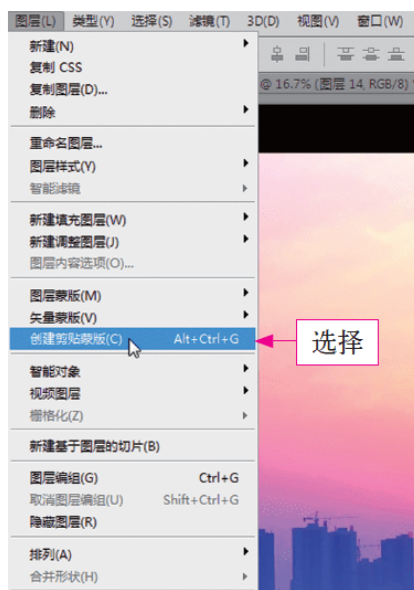 图层(L) 类型(Y) 选择(S) 滤镜(T) 3D(D) 视图(V) 窗口(W)
新建(N)
复制 CSS
@ 16.7% (图层 14, RGB/8)
复制图层(D)...
删除
重命名图层...
图层样式(Y)
智能滤镜
新建填充图层(W)
新建调整图层(J)
图层内容选项(O)...
图层蒙版(M)
矢量蒙版(V)
创建剪贴蒙版(C) Alt+Ctrl+G
选择
智能对象
视频图层
栅格化(Z)
新建基于图层的切片(B)
图层编组(G) Ctrl+G
取消图层编组(U) Shift+Ctrl+G
隐藏图层(R)
排列(A)
合并形状(H)